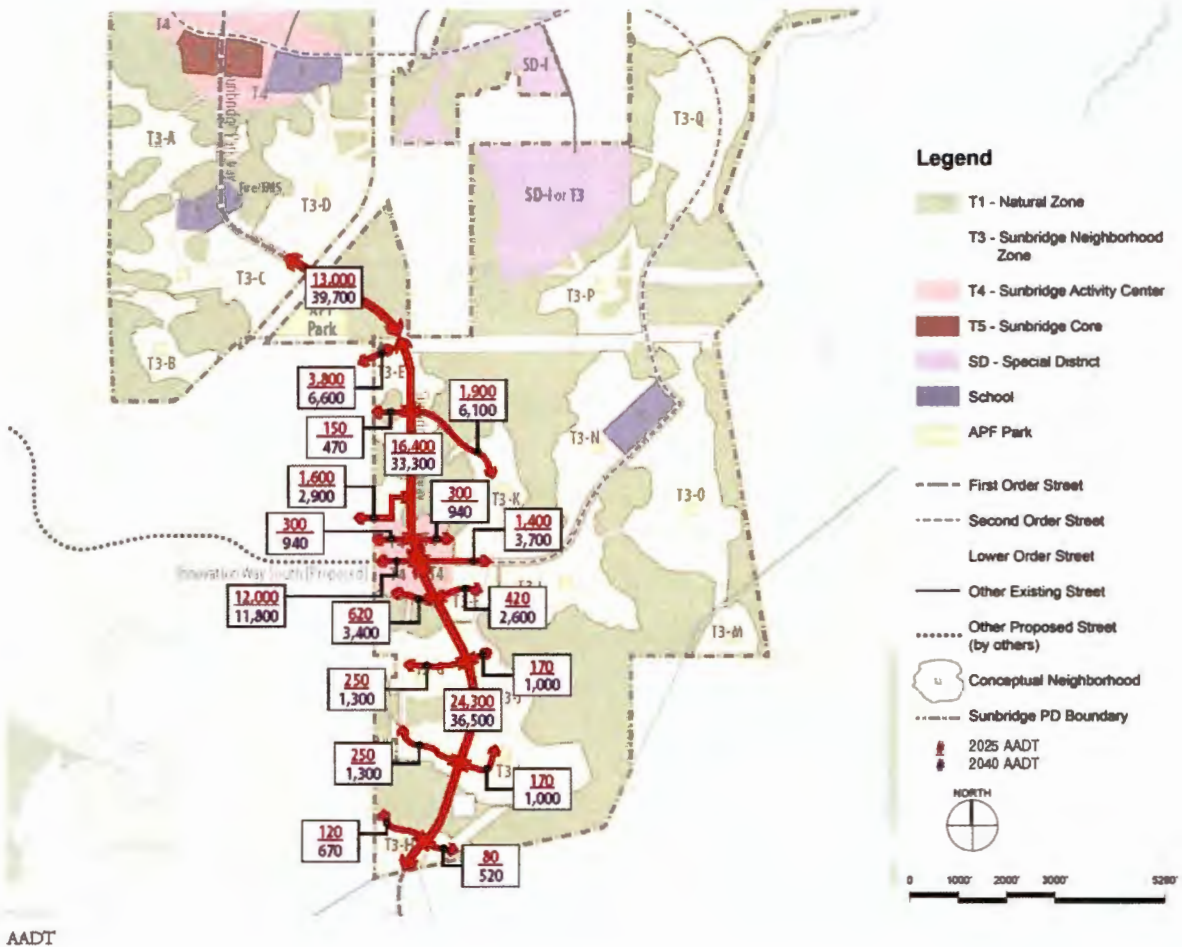 T4
T4
SD-I
T3-A
T3-Q
SD-I or T3
T3-D
T3-C
13,000
39,700
APF
Park
T3-P
T3-B
T3-E
3,800
6,600
1,900
6,100
150
470
T3-N
16,400
33,300
1,600
2,900
300
940
T3-K
T3-O
300
940
1,400
3,700
Innovation Way South (Proposed)
T4
12,000
11,800
620
3,400
420
2,600
T3-M
170
1,000
250
1,300
24,300
36,500
250
1,300
170
1,000
120
670
T3-H
80
520
Legend
T1 - Natural Zone
T3 - Sunbridge Neighborhood
Zone
T4 - Sunbridge Activity Center
T5 - Sunbridge Core
SD - Special District
School
APF Park
First Order Street
Second Order Street
Lower Order Street
Other Existing Street
Other Proposed Street
(by others)
Conceptual Neighborhood
Sunbridge PD Boundary
2025 AADT
2040 AADT
NORTH
0 1000' 2000' 3000' 5280'
AADT